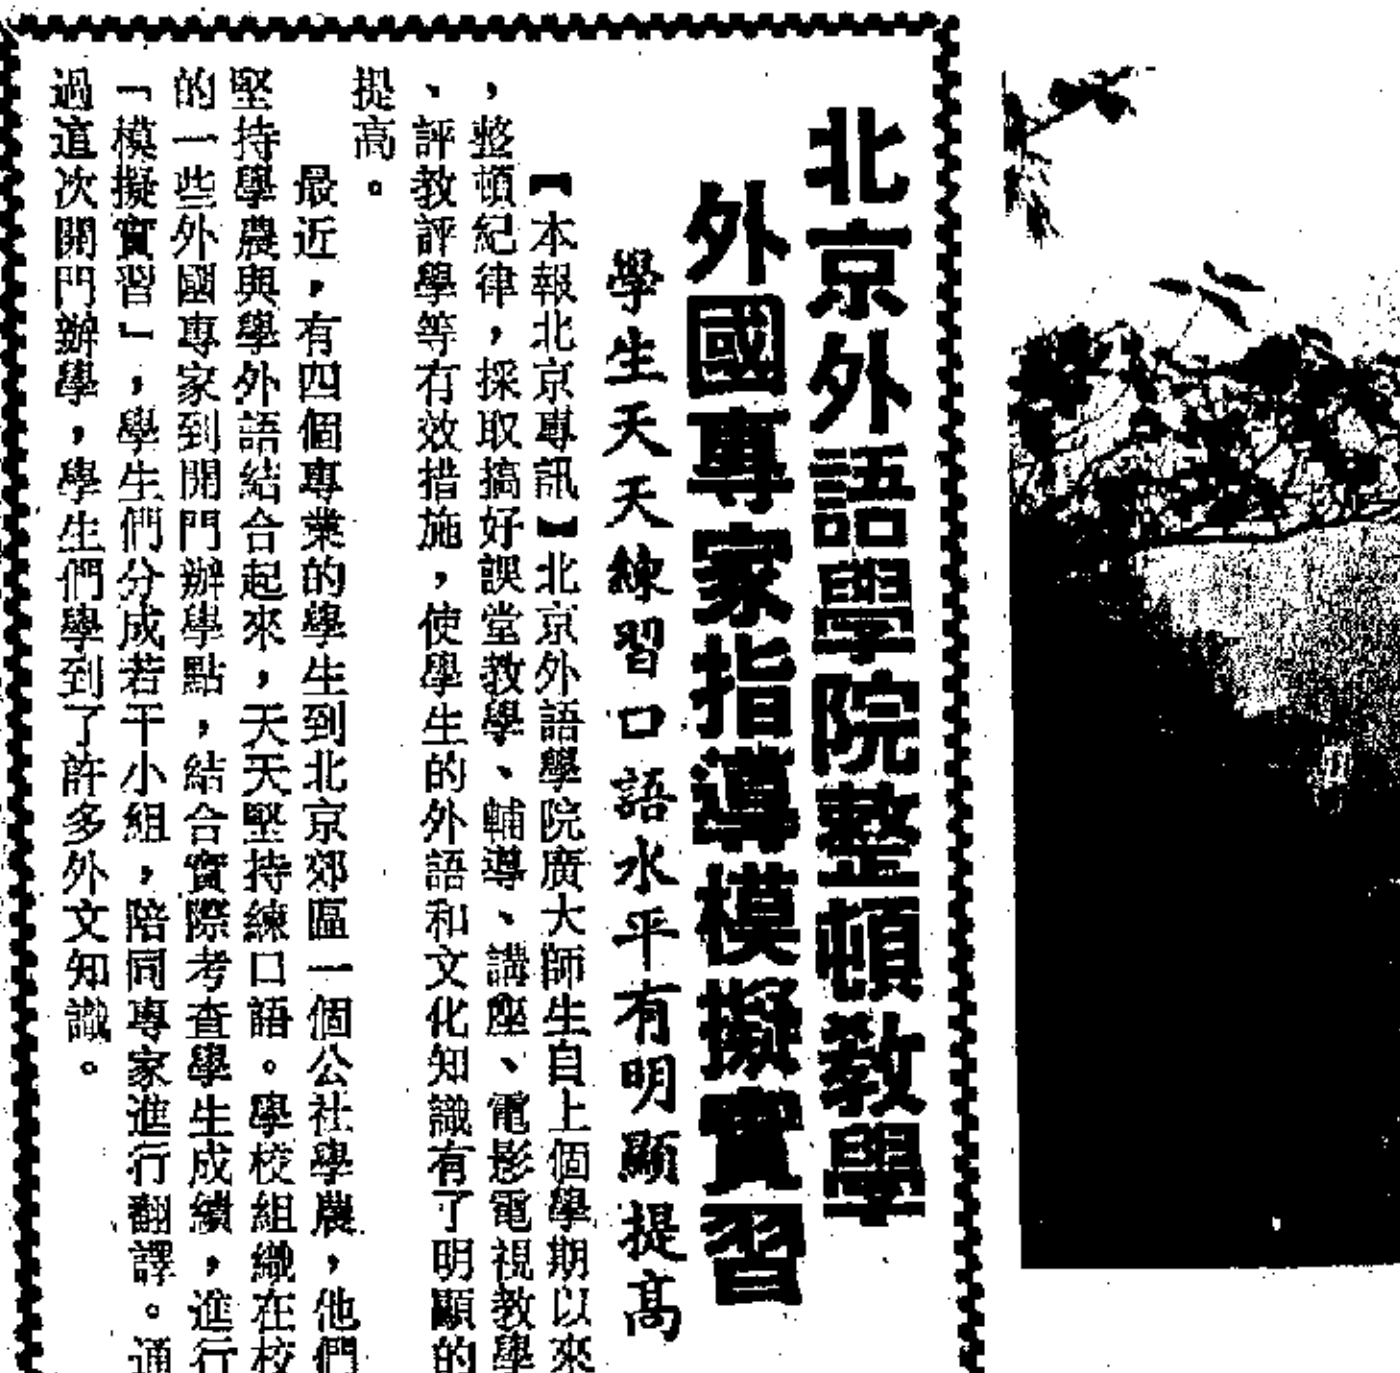 北京外語學院整頓教學
外國專家指導模擬實習
學生天天練習口語水平有明顯提高
【本報北京專訊】北京外語學院廣大師生自上個學期以來
，整頓紀律，採取搞好課堂教學、輔導、講座、電影電視教學
、評教評學等有效措施，使學生的外語和文化知識有了明顯的
提高。
最近，有四個專業的學生到北京郊區一個公社學農，他們
堅持學農與學外語結合起來，天天堅持練口語。學校組織在校
的一些外國專家到開門辦學點，結合實際考查學生成績，進行
「模擬實習」，學生們分成若干小組，陪同專家進行翻譯。通
過這次開門辦學，學生們學到了許多外文知識。